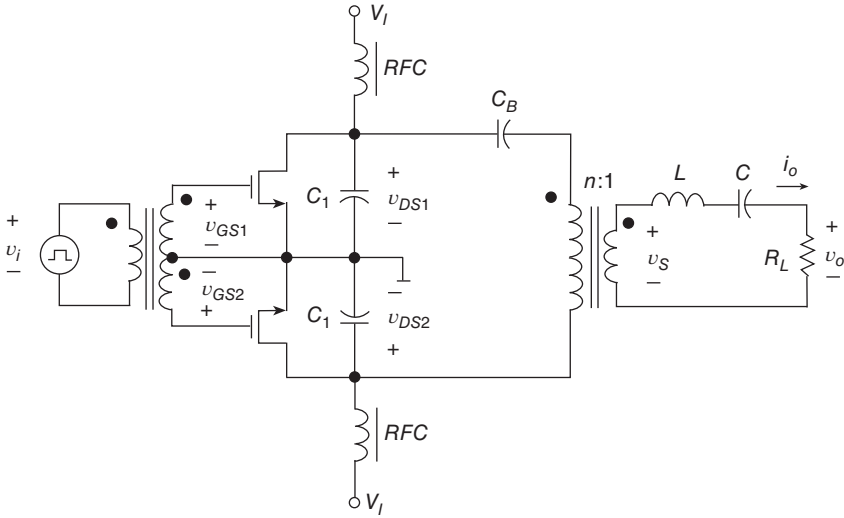 V_I
RFC
C_B
n:1
L
C
i_o
+
v_i
−
+
v_GS1
−
−
v_GS2
+
C_1
+
v_DS1
−
C_1
−
v_DS2
+
+
v_S
−
R_L
+
v_o
−
RFC
V_I